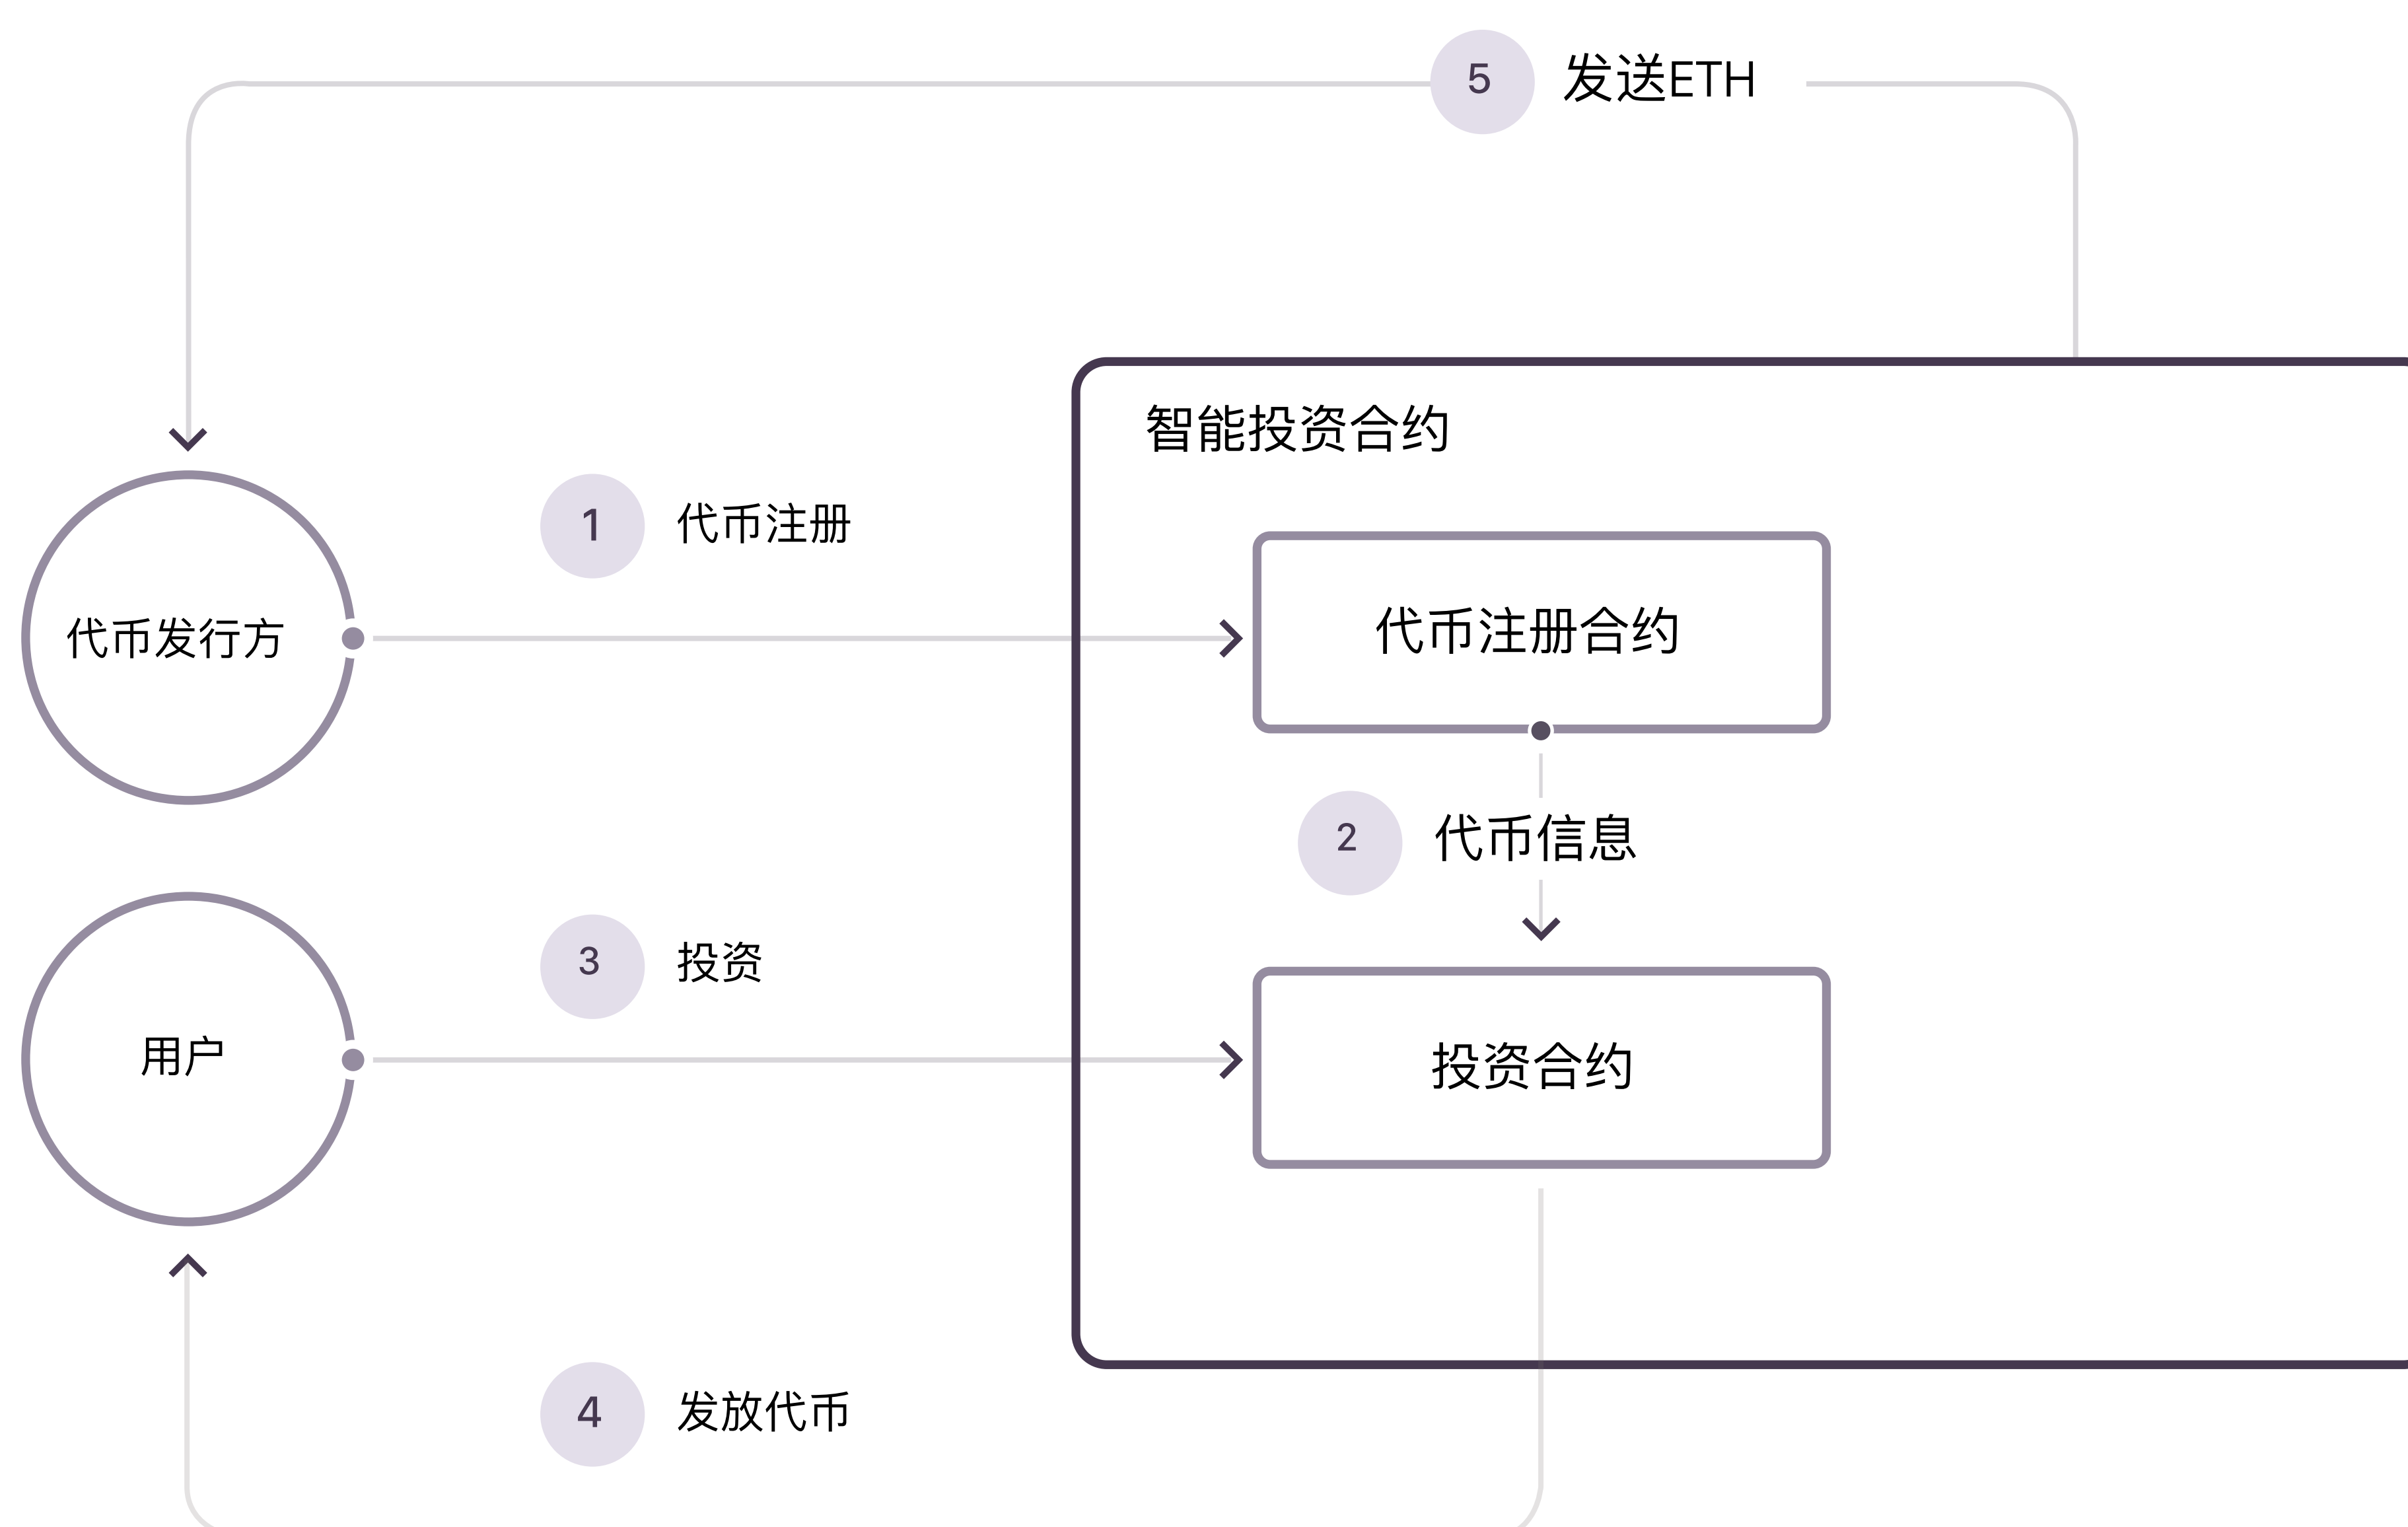 5 发送ETH
智能投资合约
1 代币注册
代币发行方
代币注册合约
2 代币信息
3 投资
用户
投资合约
4 发放代币